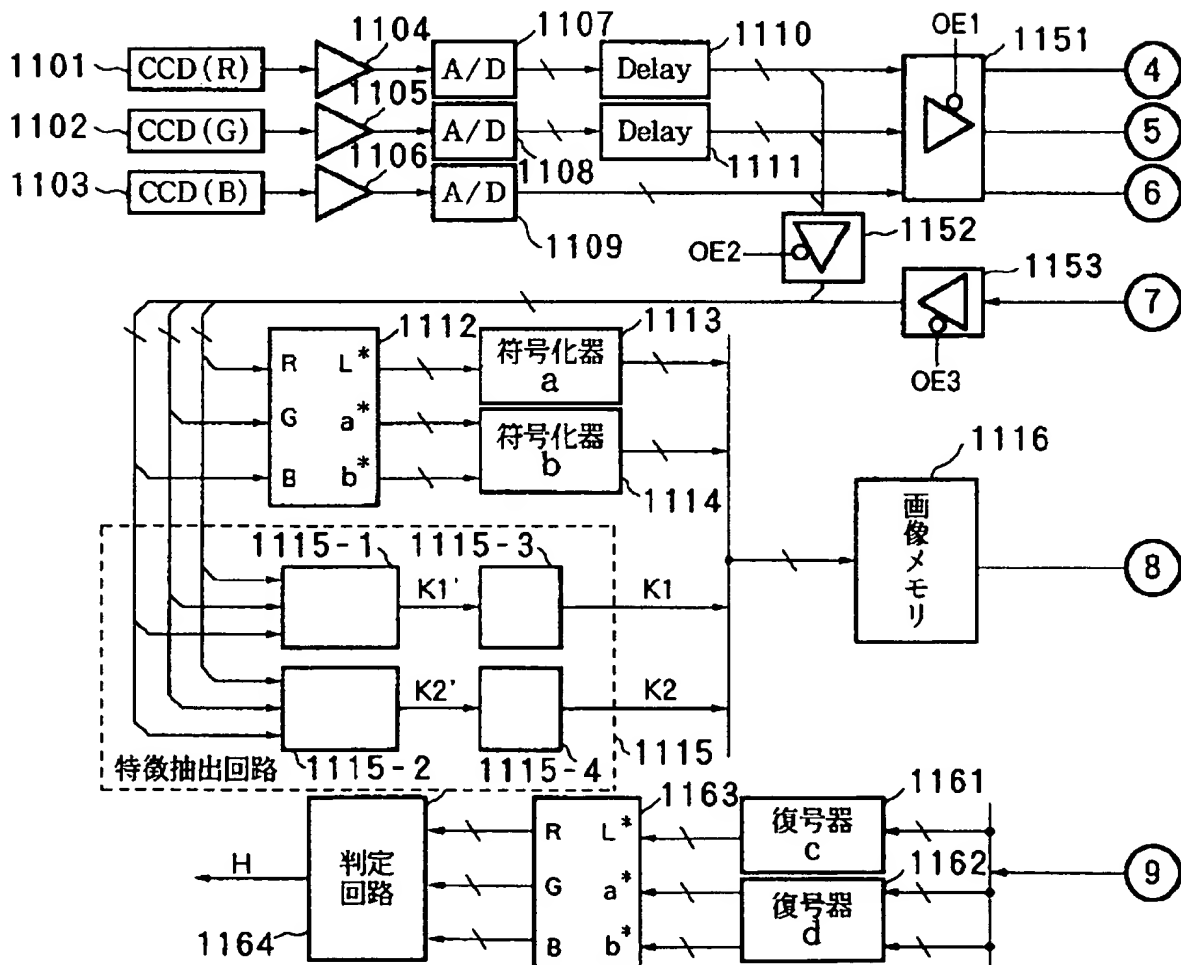 1101 CCD(R) 1104 A/D 1107 Delay 1110 OE1 1151 4
1102 CCD(G) 1105 A/D 1108 Delay 1111 5
1103 CCD(B) 1106 A/D 1109 6
OE2 1152
1153 7
OE3
1112 1113
R L* 符号化器 a
G a* 符号化器 b
B b* 1114
1116
画像メモリ 8
1115-1 1115-3
K1' K1
K2' K2
特徴抽出回路 1115-2 1115-4 1115
1163 1161
H 判定回路 R L* 復号器 c
1162
G a* 復号器 d 9
1164 B b*